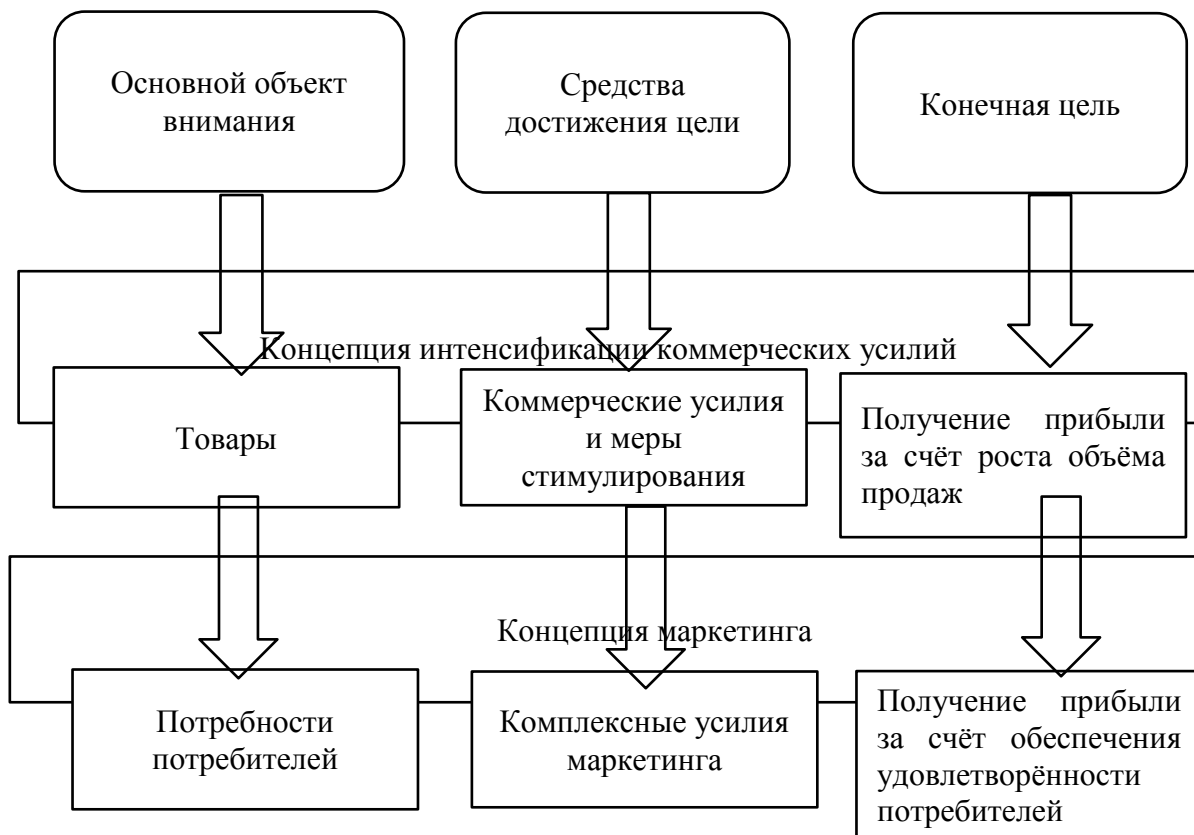 Основной объект
внимания
Средства
достижения цели
Конечная цель
Концепция интенсификации коммерческих усилий
Товары
Коммерческие усилия
и меры
стимулирования
Получение прибыли
за счёт роста объёма
продаж
Концепция маркетинга
Потребности
потребителей
Комплексные усилия
маркетинга
Получение прибыли
за счёт обеспечения
удовлетворённости
потребителей